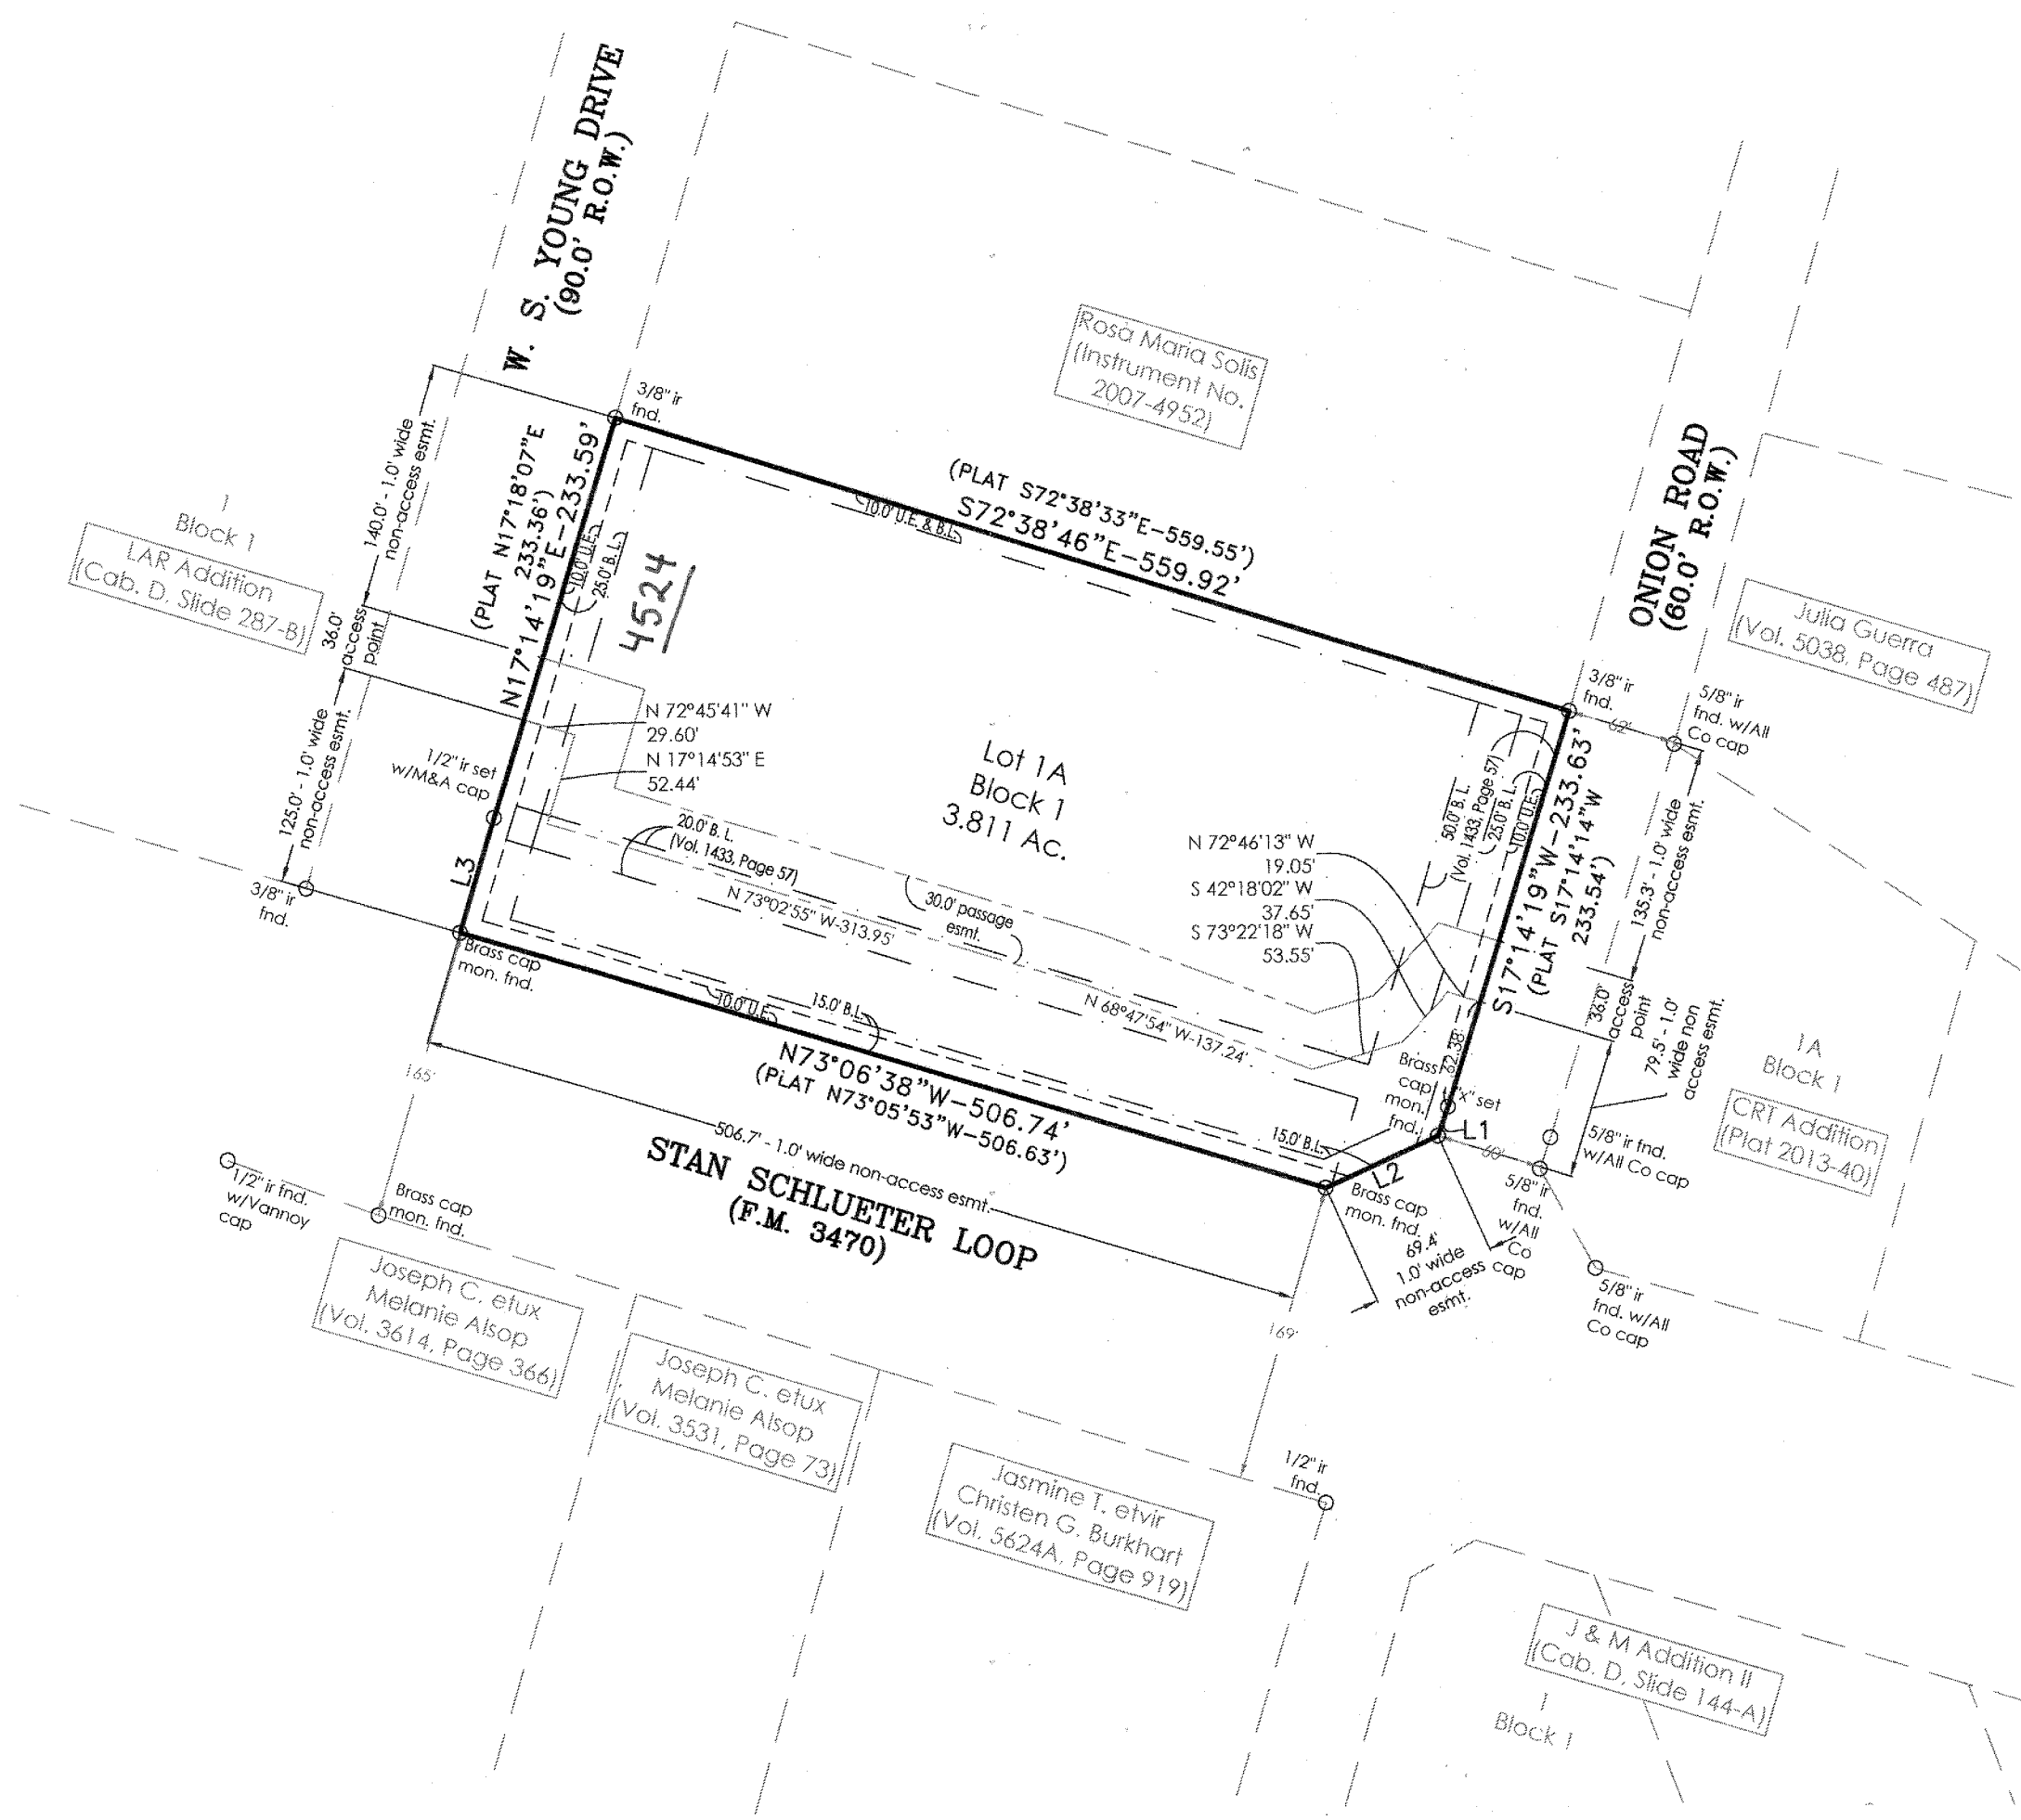 W. S. YOUNG DRIVE
(90.0' R.O.W.)
3/8" ir
fnd.
Rosa Maria Solis
(Instrument No.
2007-4952)
ONION ROAD
(60.0' R.O.W.)
140.0' - 1.0' wide
non-access esmt.
1
Block 1
LAR Addition
(Cab. D. Slide 287-B)
36.0'
access
point
125.0' - 1.0' wide
non-access esmt.
(PLAT N17°18'07"E
233.36')
N17°14'19"E-233.59'
10.0' U.E.
25.0' B. L.
4524
(PLAT S72°38'33"E-559.55')
S72°38'46"E-559.92'
10.0' U.E. & B.L.
Julia Guerra
(Vol. 5038, Page 487)
3/8" ir
fnd.
62'
5/8" ir
fnd. w/All
Co cap
N 72°45'41" W
29.60'
N 17°14'53" E
52.44'
1/2" ir set
w/M&A cap
Lot 1A
Block 1
3.811 Ac.
50.0' B. L.
(Vol. 1433, Page 57)
25.0' B. L.
10.0' U.E.
S17°14'19"W-233.63'
(PLAT S17°14'14"W
233.54')
135.3' - 1.0' wide
non-access esmt.
20.0' B. L.
(Vol. 1433, Page 57)
N 72°46'13" W
19.05'
S 42°18'02" W
37.65'
S 73°22'18" W
53.55'
L3
3/8" ir
fnd.
N 73°02'55" W-313.95'
30.0' passage
esmt.
Brass cap
mon. fnd.
10.0' U.E.
15.0' B.L.
N 68°47'54" W-137.24'
36.0'
access
point
79.5' - 1.0'
wide non
access esmt.
1A
Block 1
CRT Addition
(Plat 2013-40)
Brass
cap
mon.
fnd.
"x" set
L1
60'
5/8" ir fnd.
w/All Co cap
5/8" ir
fnd.
w/All
Co
cap
165'
N73°06'38"W-506.74'
(PLAT N73°05'53"W-506.63')
506.7' - 1.0' wide non-access esmt.
STAN SCHLUETER LOOP
(F.M. 3470)
15.0' B.L.
L2
Brass cap
mon. fnd.
69.4'
1.0' wide
non-access
esmt.
5/8" ir
fnd. w/All
Co cap
1/2" ir fnd.
w/Vannoy
cap
Brass cap
mon. fnd.
169'
Joseph C. etux
Melanie Alsop
(Vol. 3614, Page 366)
Joseph C. etux
Melanie Alsop
(Vol. 3531, Page 73)
Jasmine T. etvir
Christen G. Burkhart
(Vol. 5624A, Page 919)
1/2" ir
fnd.
J & M Addition II
(Cab. D, Slide 144-A)
1
Block 1